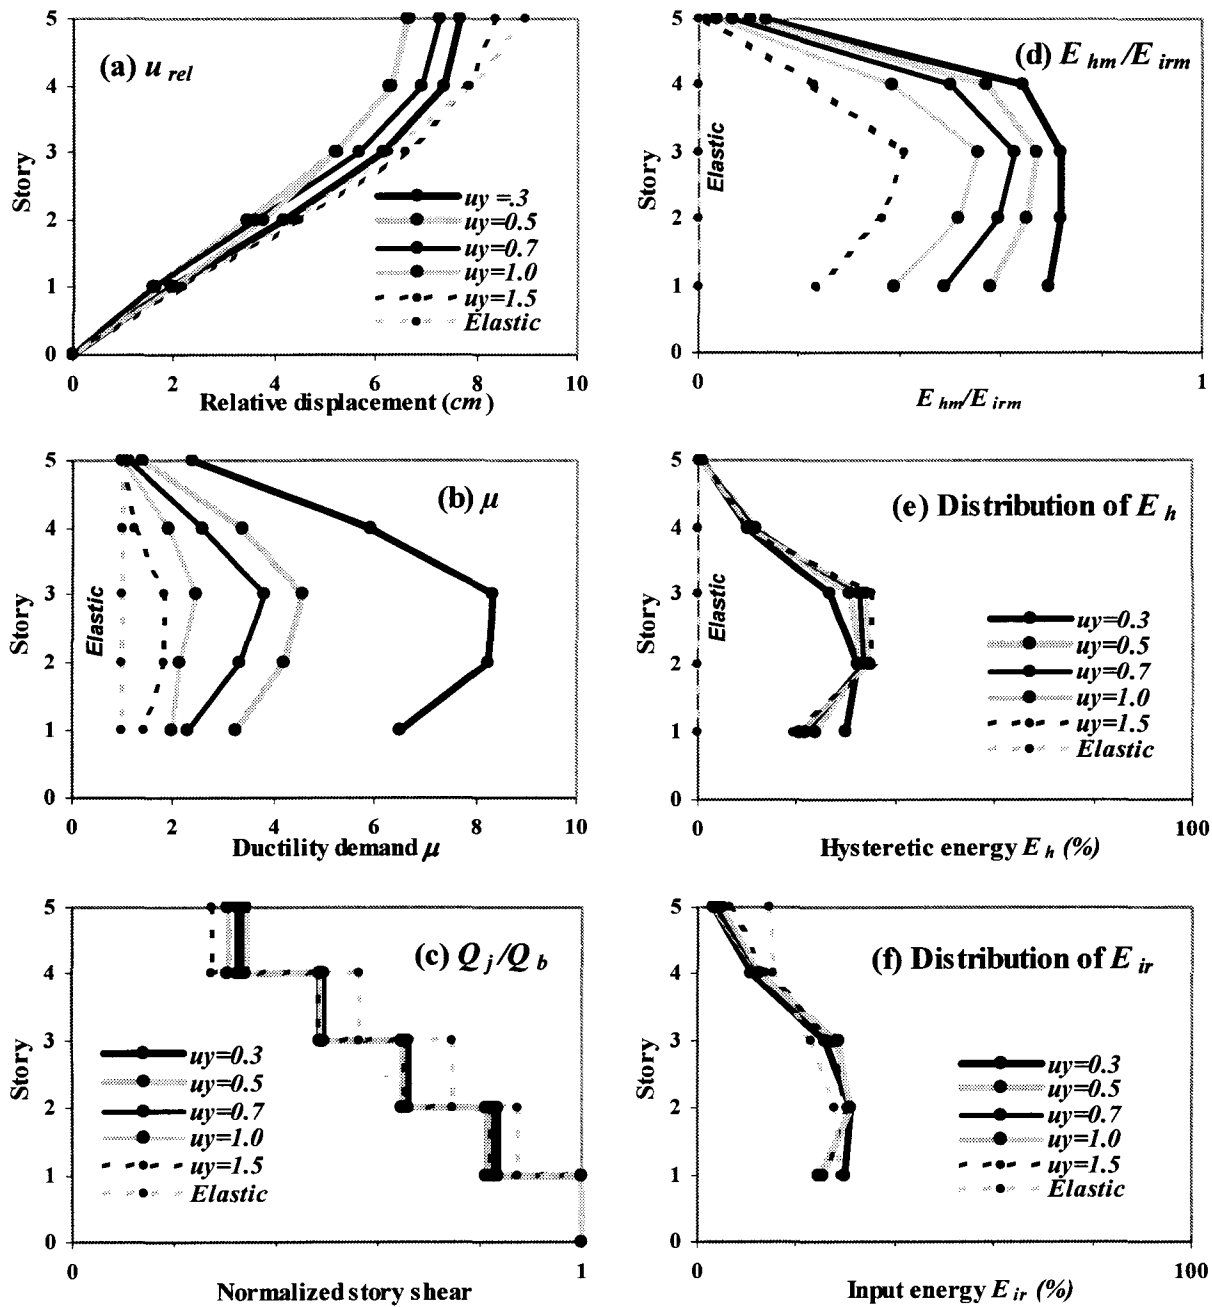 (a) u rel
5
4
3
2
1
0
Story
uy =.3
uy=0.5
uy=0.7
uy=1.0
uy=1.5
Elastic
0 2 4 6 8 10
Relative displacement (cm)
(d) E hm/E irm
5
4
3
2
1
0
Story
Elastic
0 1
E hm/E irm
(b) μ
5
4
3
2
1
0
Story
Elastic
0 2 4 6 8 10
Ductility demand μ
(e) Distribution of E h
5
4
3
2
1
0
Story
Elastic
uy=0.3
uy=0.5
uy=0.7
uy=1.0
uy=1.5
Elastic
0 100
Hysteretic energy E h (%)
(c) Q j/Q b
5
4
3
2
1
0
Story
uy=0.3
uy=0.5
uy=0.7
uy=1.0
uy=1.5
Elastic
0 1
Normalized story shear
(f) Distribution of E ir
5
4
3
2
1
0
Story
uy=0.3
uy=0.5
uy=0.7
uy=1.0
uy=1.5
Elastic
0 100
Input energy E ir (%)